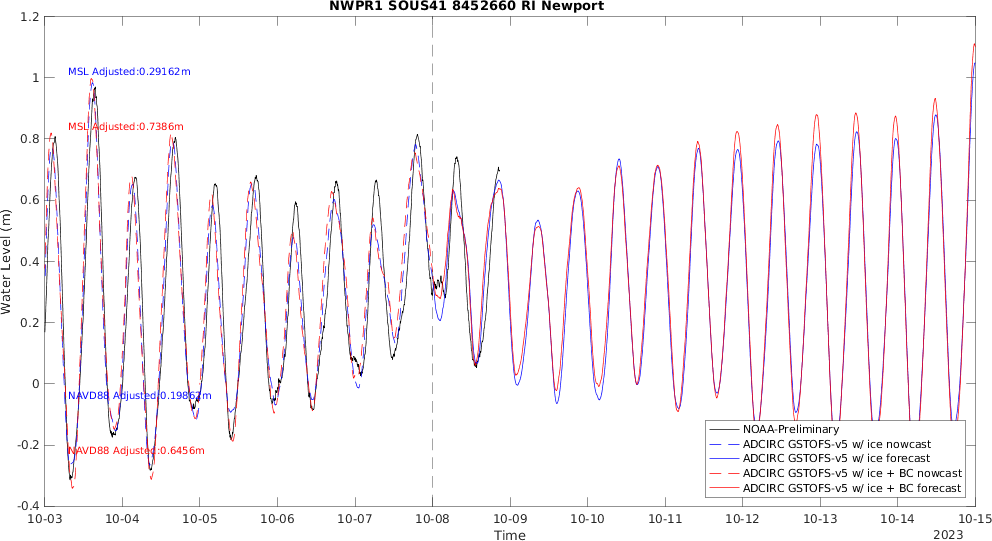 NWPR1 SOUS41 8452660 RI Newport
1.2
1
0.8
0.6
0.4
0.2
0
-0.2
-0.4
Water Level (m)
MSL Adjusted:0.29162m
MSL Adjusted:0.7386m
NAVD88 Adjusted:0.19862m
NAVD88 Adjusted:0.6456m
NOAA-Preliminary
ADCIRC GSTOFS-v5 w/ ice nowcast
ADCIRC GSTOFS-v5 w/ ice forecast
ADCIRC GSTOFS-v5 w/ ice + BC nowcast
ADCIRC GSTOFS-v5 w/ ice + BC forecast
10-03 10-04 10-05 10-06 10-07 10-08 10-09 10-10 10-11 10-12 10-13 10-14 10-15
Time
2023